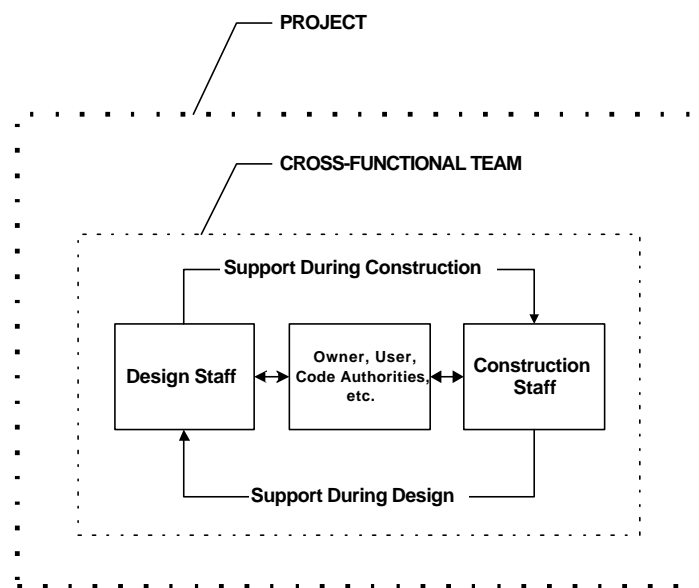 PROJECT
CROSS-FUNCTIONAL TEAM
Support During Construction
Design Staff
Owner, User,
Code Authorities,
etc.
Construction
Staff
Support During Design